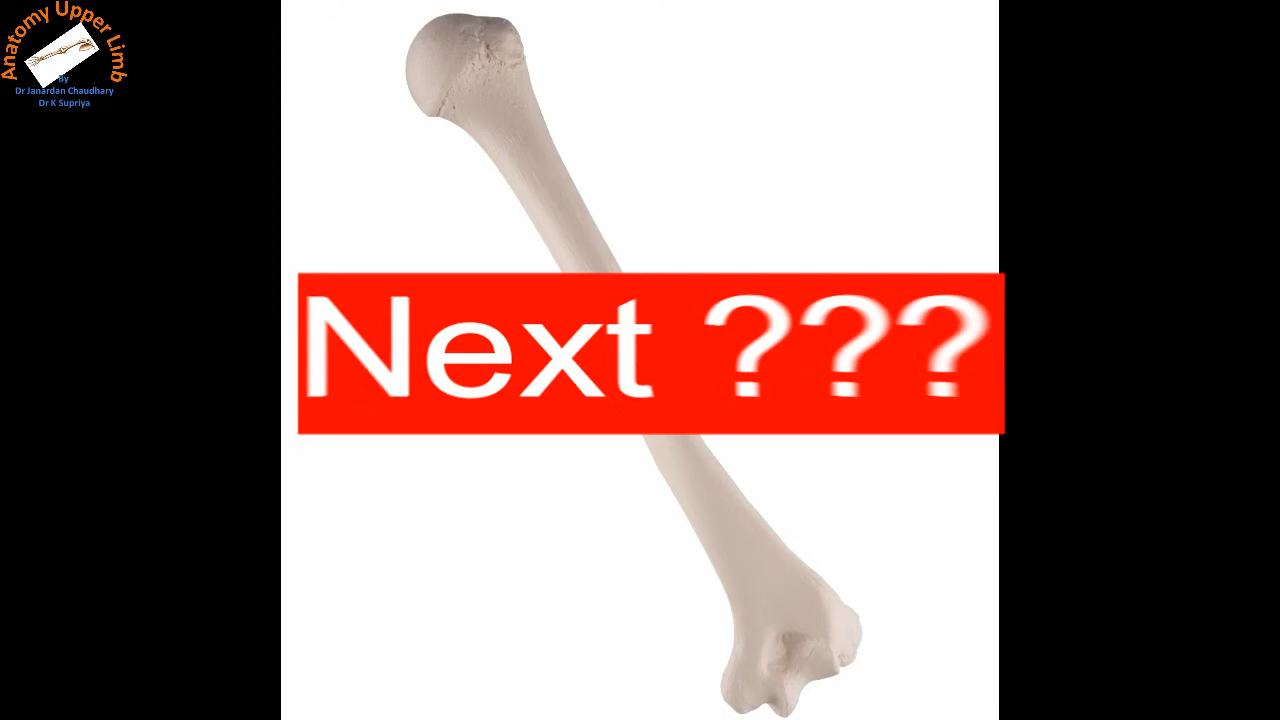 Anatomy Upper Limb
By
Dr Janardan Chaudhary
Dr K Supriya
Next ???